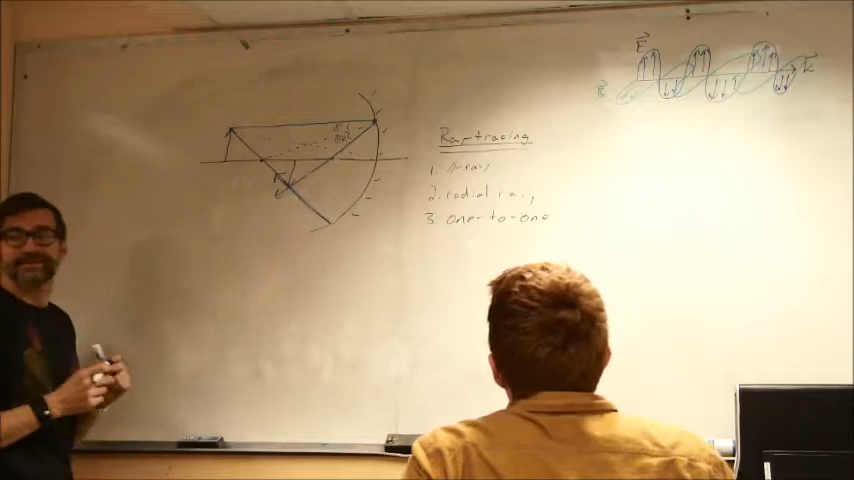 E
B
K
Ray tracing
1. //-ray
2. radial ray
3 one-to-one